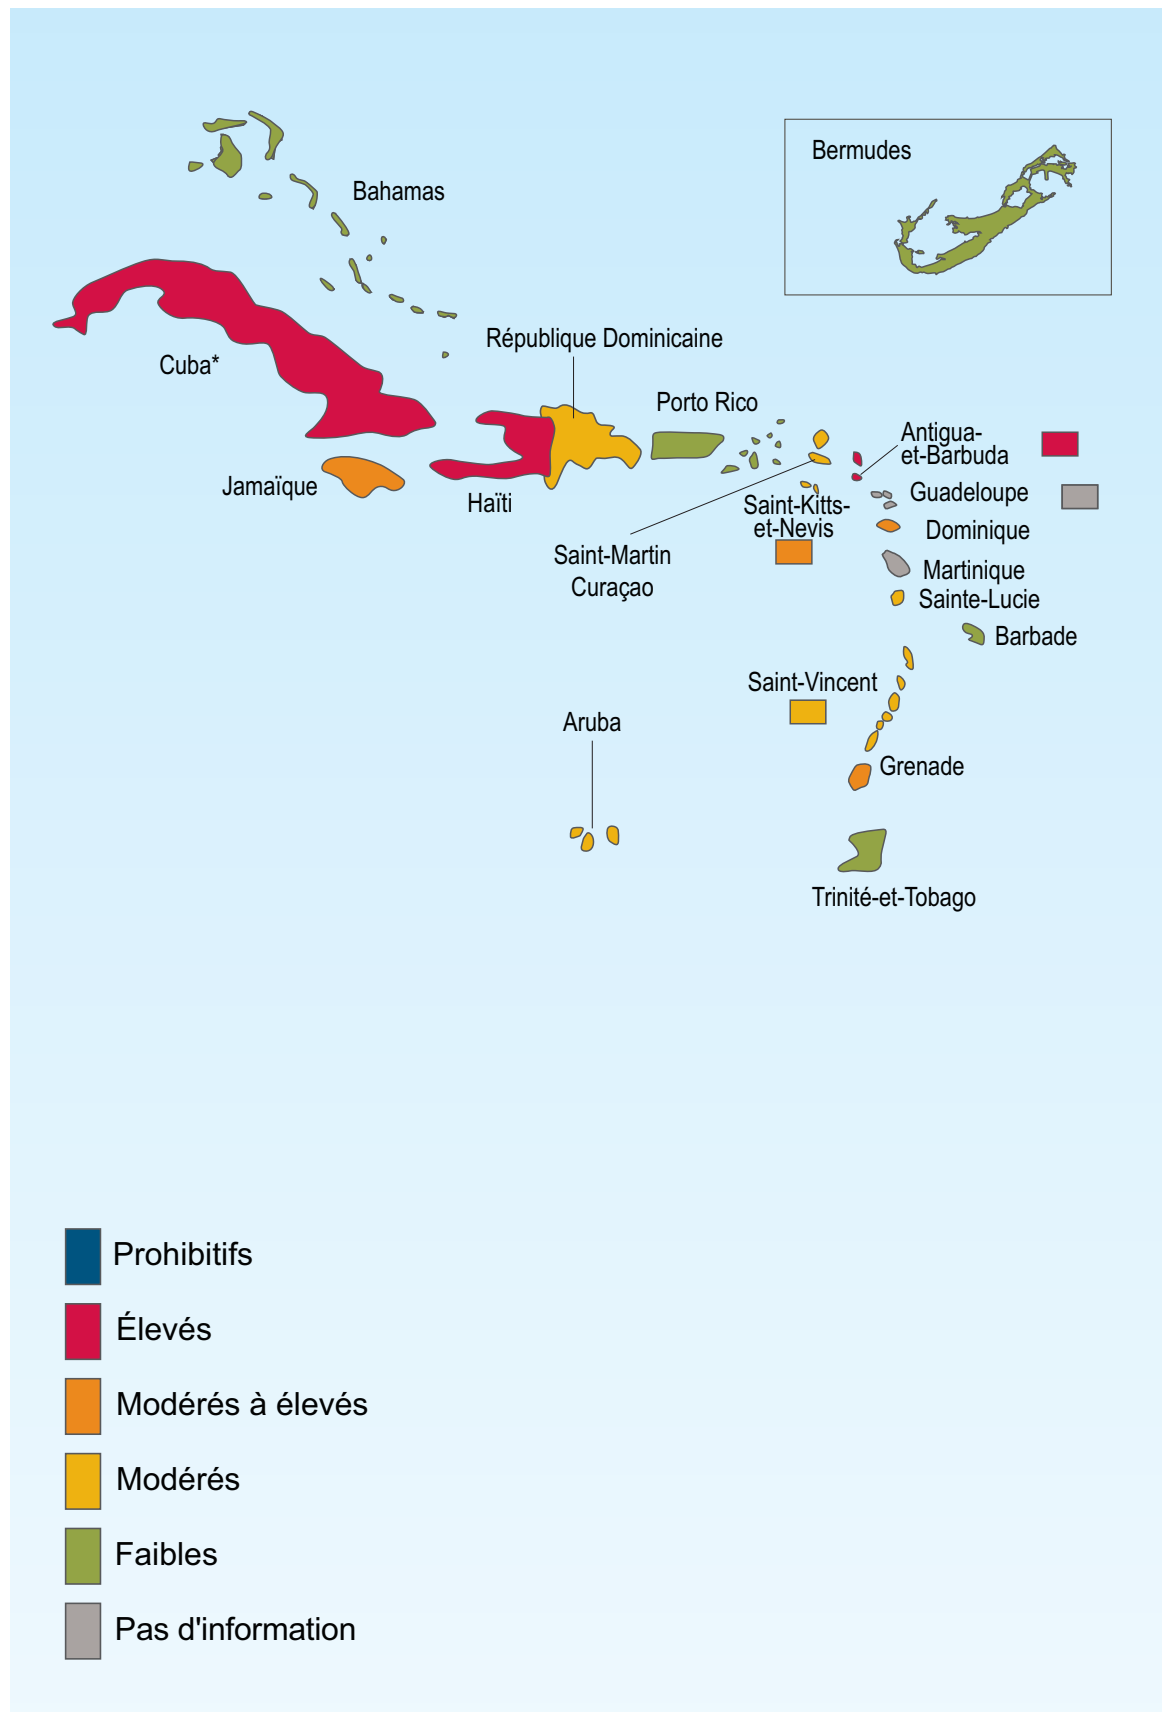 Bermudes
Bahamas
République Dominicaine
Cuba*
Porto Rico
Antigua-
et-Barbuda
Jamaïque
Haïti
Guadeloupe
Saint-Kitts-
et-Nevis
Dominique
Saint-Martin
Curaçao
Martinique
Sainte-Lucie
Barbade
Saint-Vincent
Aruba
Grenade
Trinité-et-Tobago
Prohibitifs
Élevés
Modérés à élevés
Modérés
Faibles
Pas d'information